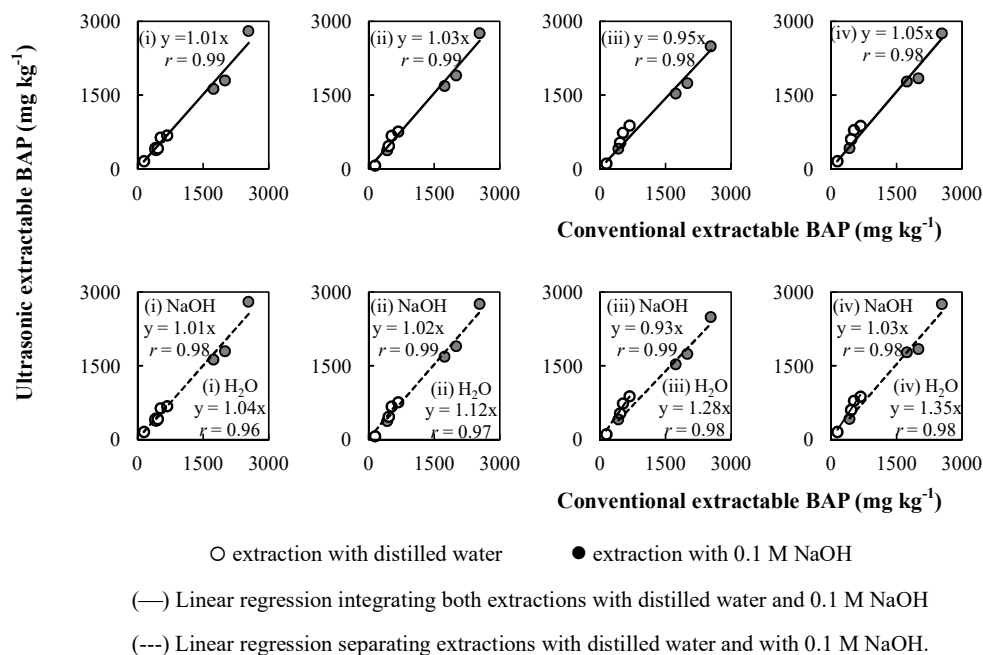 Ultrasonic extractable BAP (mg kg⁻¹)
3000
1500
0
(i) y =1.01x
r = 0.99
0 1500 3000
3000
1500
0
(ii) y = 1.03x
r = 0.99
0 1500 3000
3000
1500
0
(iii) y = 0.95x
r = 0.98
0 1500 3000
3000
1500
0
(iv) y = 1.05x
r = 0.98
0 1500 3000
Conventional extractable BAP (mg kg⁻¹)
3000
1500
0
(i) NaOH
y = 1.01x
r = 0.98
(i) H₂O
y = 1.04x
r = 0.96
0 1500 3000
3000
1500
0
(ii) NaOH
y = 1.02x
r = 0.99
(ii) H₂O
y = 1.12x
r = 0.97
0 1500 3000
3000
1500
0
(iii) NaOH
y = 0.93x
r = 0.99
(iii) H₂O
y = 1.28x
r = 0.98
0 1500 3000
3000
1500
0
(iv) NaOH
y = 1.03x
r = 0.98
(iv) H₂O
y = 1.35x
r = 0.98
0 1500 3000
Conventional extractable BAP (mg kg⁻¹)
extraction with distilled water
extraction with 0.1 M NaOH
(—) Linear regression integrating both extractions with distilled water and 0.1 M NaOH
(---) Linear regression separating extractions with distilled water and with 0.1 M NaOH.